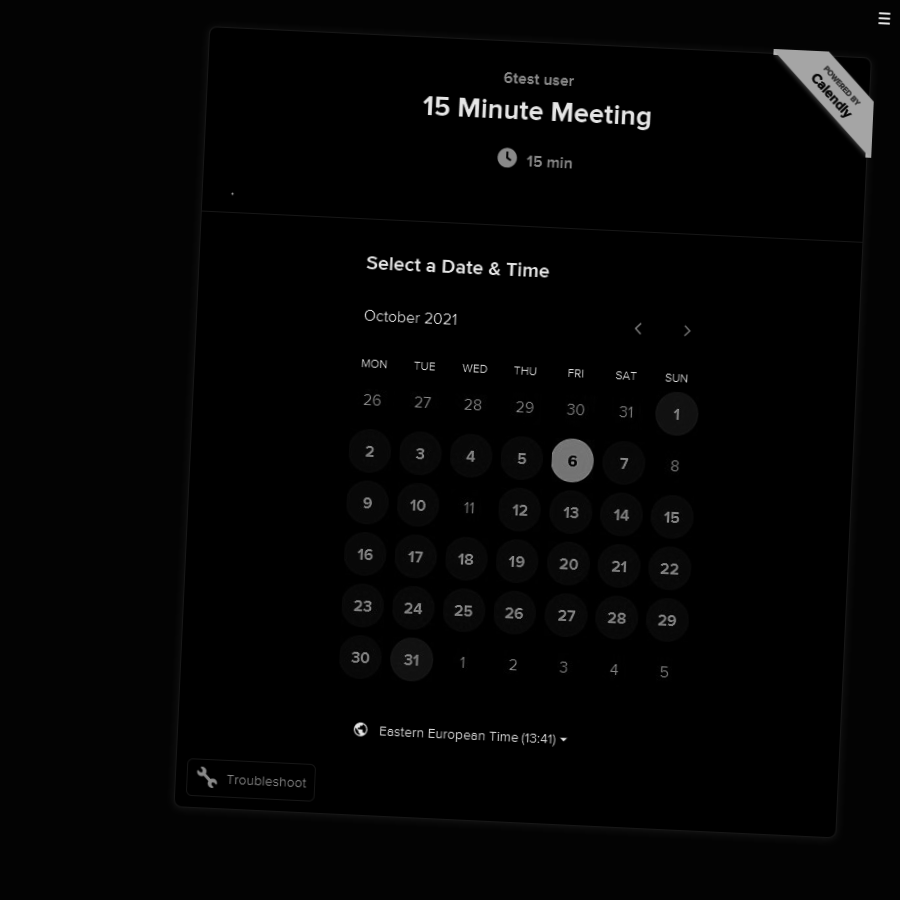 POWERED BY
Calendly
6test user
15 Minute Meeting
15 min
Select a Date & Time
October 2021
MON TUE WED THU FRI SAT SUN
26 27 28 29 30 31 1
2 3 4 5 6 7 8
9 10 11 12 13 14 15
16 17 18 19 20 21 22
23 24 25 26 27 28 29
30 31 1 2 3 4 5
Eastern European Time (13:41)
Troubleshoot